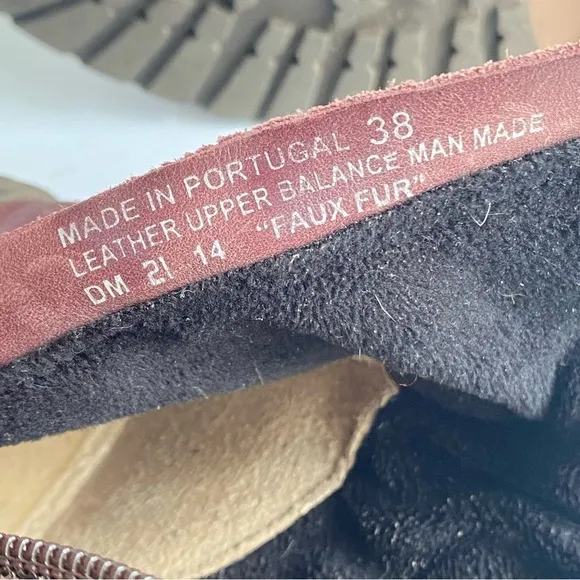 MADE IN PORTUGAL 38
LEATHER UPPER BALANCE MAN MADE
DM 21 14 "FAUX FUR"